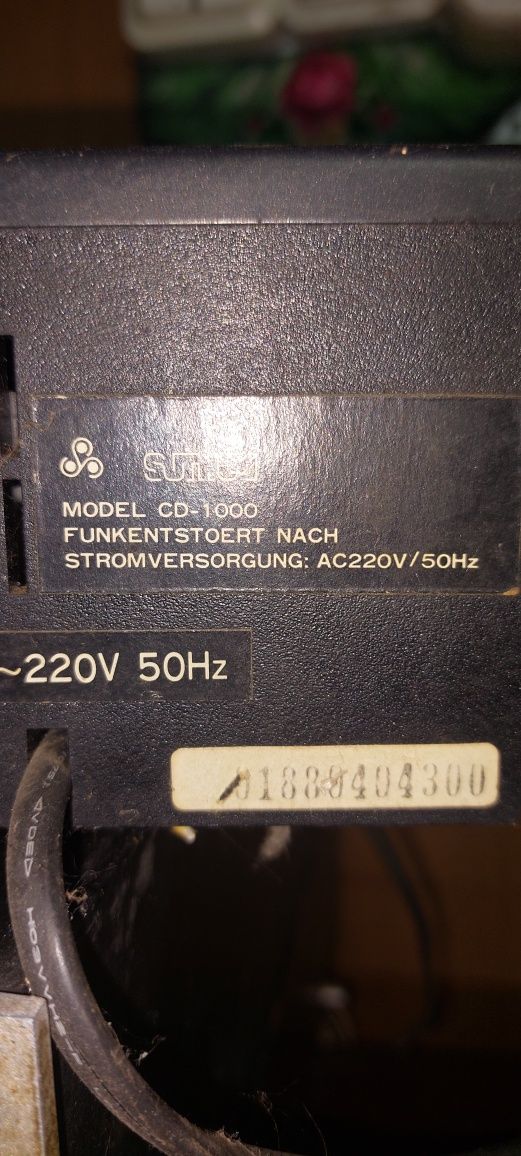 MODEL CD-1000
FUNKENTSTOERT NACH
STROMVERSORGUNG: AC220V/50Hz
~220V 50Hz
01880404300